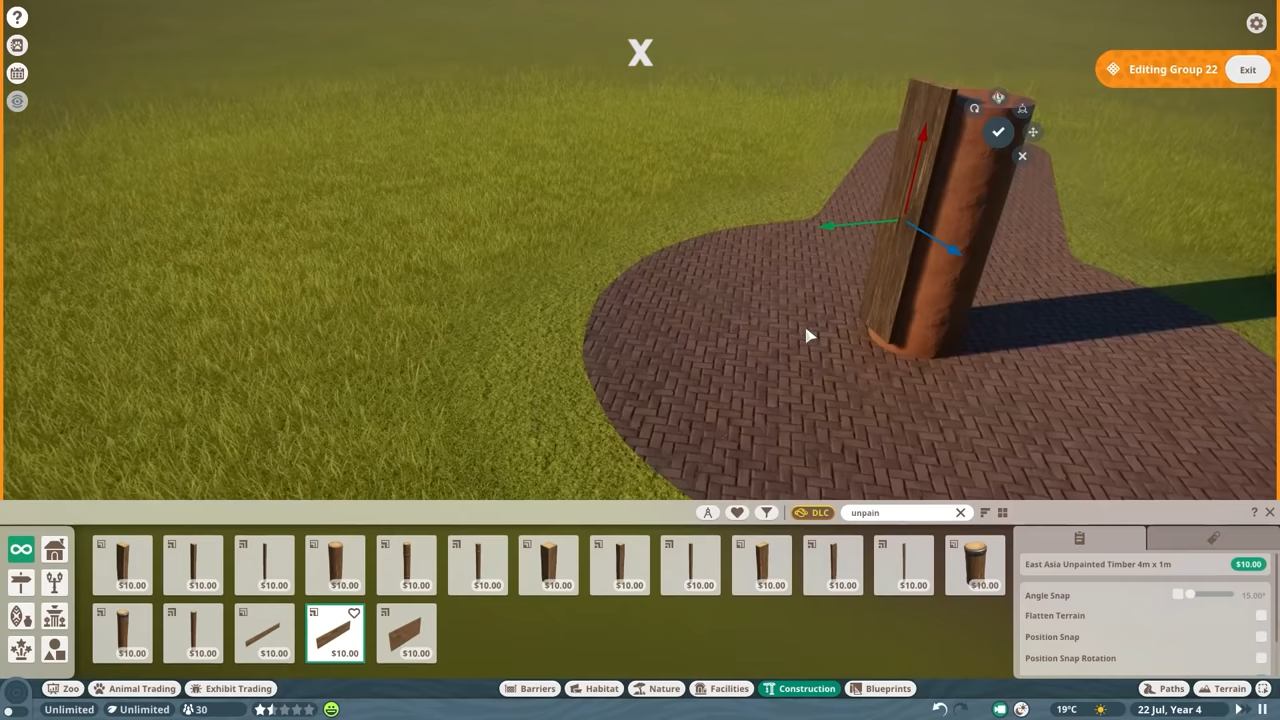 ?
X
Editing Group 22
Exit
DLC
unpain
?
$10.00 $10.00 $10.00 $10.00 $10.00 $10.00 $10.00 $10.00 $10.00 $10.00 $10.00 $10.00 $10.00
$10.00 $10.00 $10.00 $10.00 $10.00
East Asia Unpainted Timber 4m x 1m $10.00
Angle Snap 15.00°
Flatten Terrain
Position Snap
Position Snap Rotation
Zoo Animal Trading Exhibit Trading Barriers Habitat Nature Facilities Construction Blueprints Paths Terrain
Unlimited Unlimited 30 19°C 22 Jul, Year 4